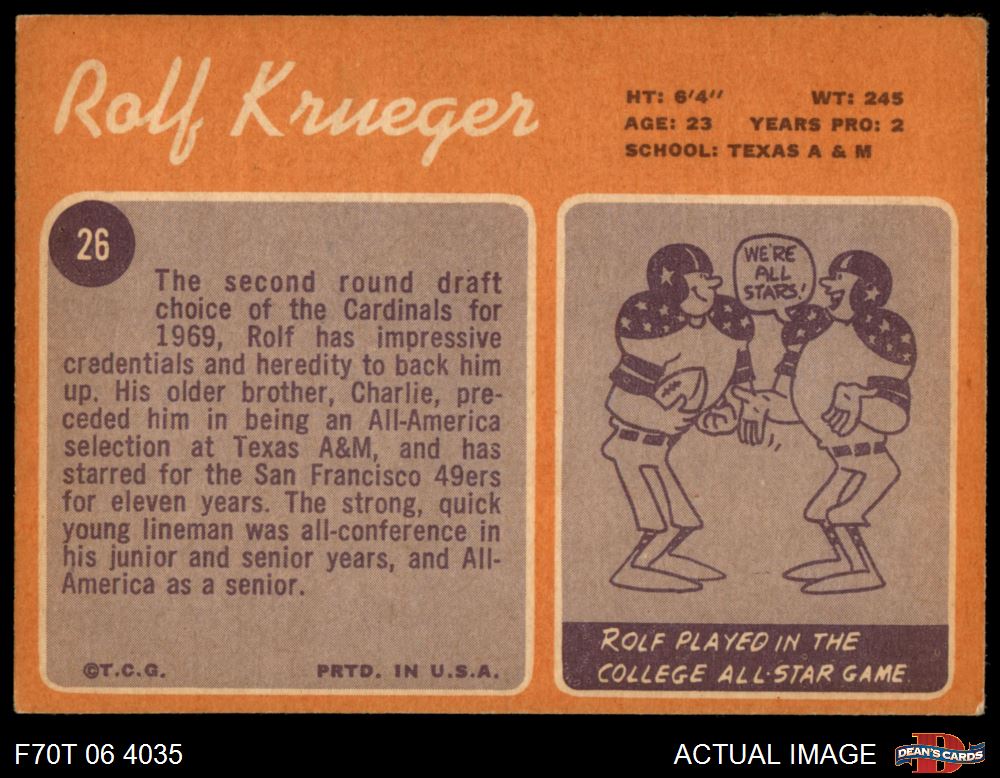 Rolf Krueger
HT: 6'4" WT: 245
AGE: 23 YEARS PRO: 2
SCHOOL: TEXAS A & M
26
The second round draft
choice of the Cardinals for
1969, Rolf has impressive
credentials and heredity to back him
up. His older brother, Charlie, pre-
ceded him in being an All-America
selection at Texas A&M, and has
starred for the San Francisco 49ers
for eleven years. The strong, quick
young lineman was all-conference in
his junior and senior years, and All-
America as a senior.
©T.C.G. PRTD. IN U.S.A.
WE'RE
ALL
STARS!
ROLF PLAYED IN THE
COLLEGE ALL-STAR GAME.
F70T 06 4035
ACTUAL IMAGE
DEAN'S CARDS